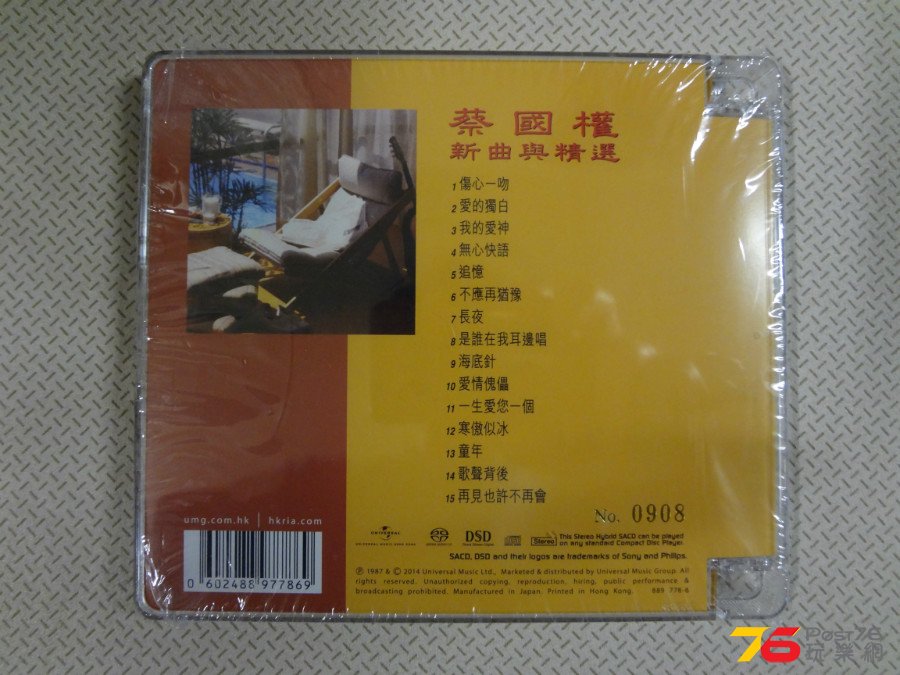 蔡國權
新曲與精選
1 傷心一吻
2 愛的獨白
3 我的愛神
4 無心快語
5 追憶
6 不應再猶豫
7 長夜
8 是誰在我耳邊唱
9 海底針
10 愛情傀儡
11 一生愛您一個
12 寒傲似冰
13 童年
14 歌聲背後
15 再見也許不再會
No. 0908
umg.com.hk | hkria.com
UNIVERSAL
DSD
Stereo
This Stereo Hybrid SACD can be played
on any standard Compact Disc Player.
SACD, DSD and their logos are trademarks of Sony and Philips.
0 602488 977869
Ⓟ 1987 & © 2014 Universal Music Ltd., Marketed & distributed by Universal Music Group. All
rights reserved. Unauthorized copying, reproduction, hiring, public performance &
broadcasting prohibited. Manufactured in Japan. Printed in Hong Kong. 889 778-6
76 Post76
玩樂網